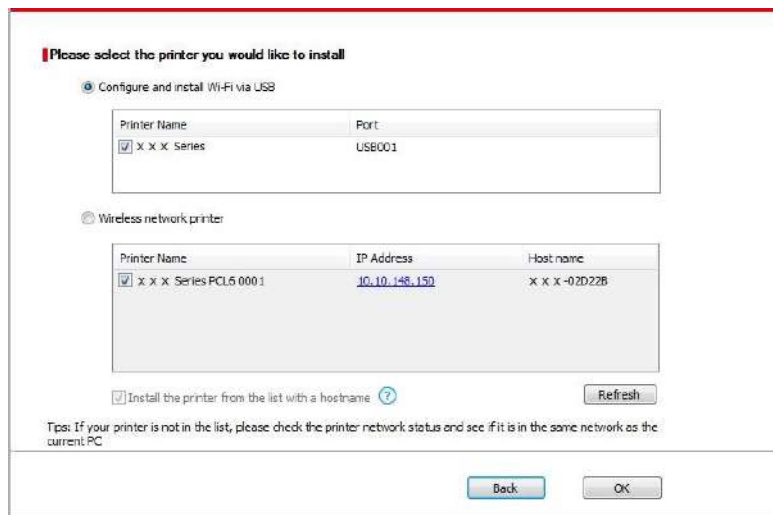 Please select the printer you would like to install
Configure and install Wi-Fi via USB
Printer Name Port
X X X Series USB001
Wireless network printer
Printer Name IP Address Host name
X X X Series PCL6 0001 10.10.148.150 X X X -02D22B
Install the printer from the list with a hostname ?
Refresh
Tips: If your printer is not in the list, please check the printer network status and see if it is in the same network as the
current PC
Back OK